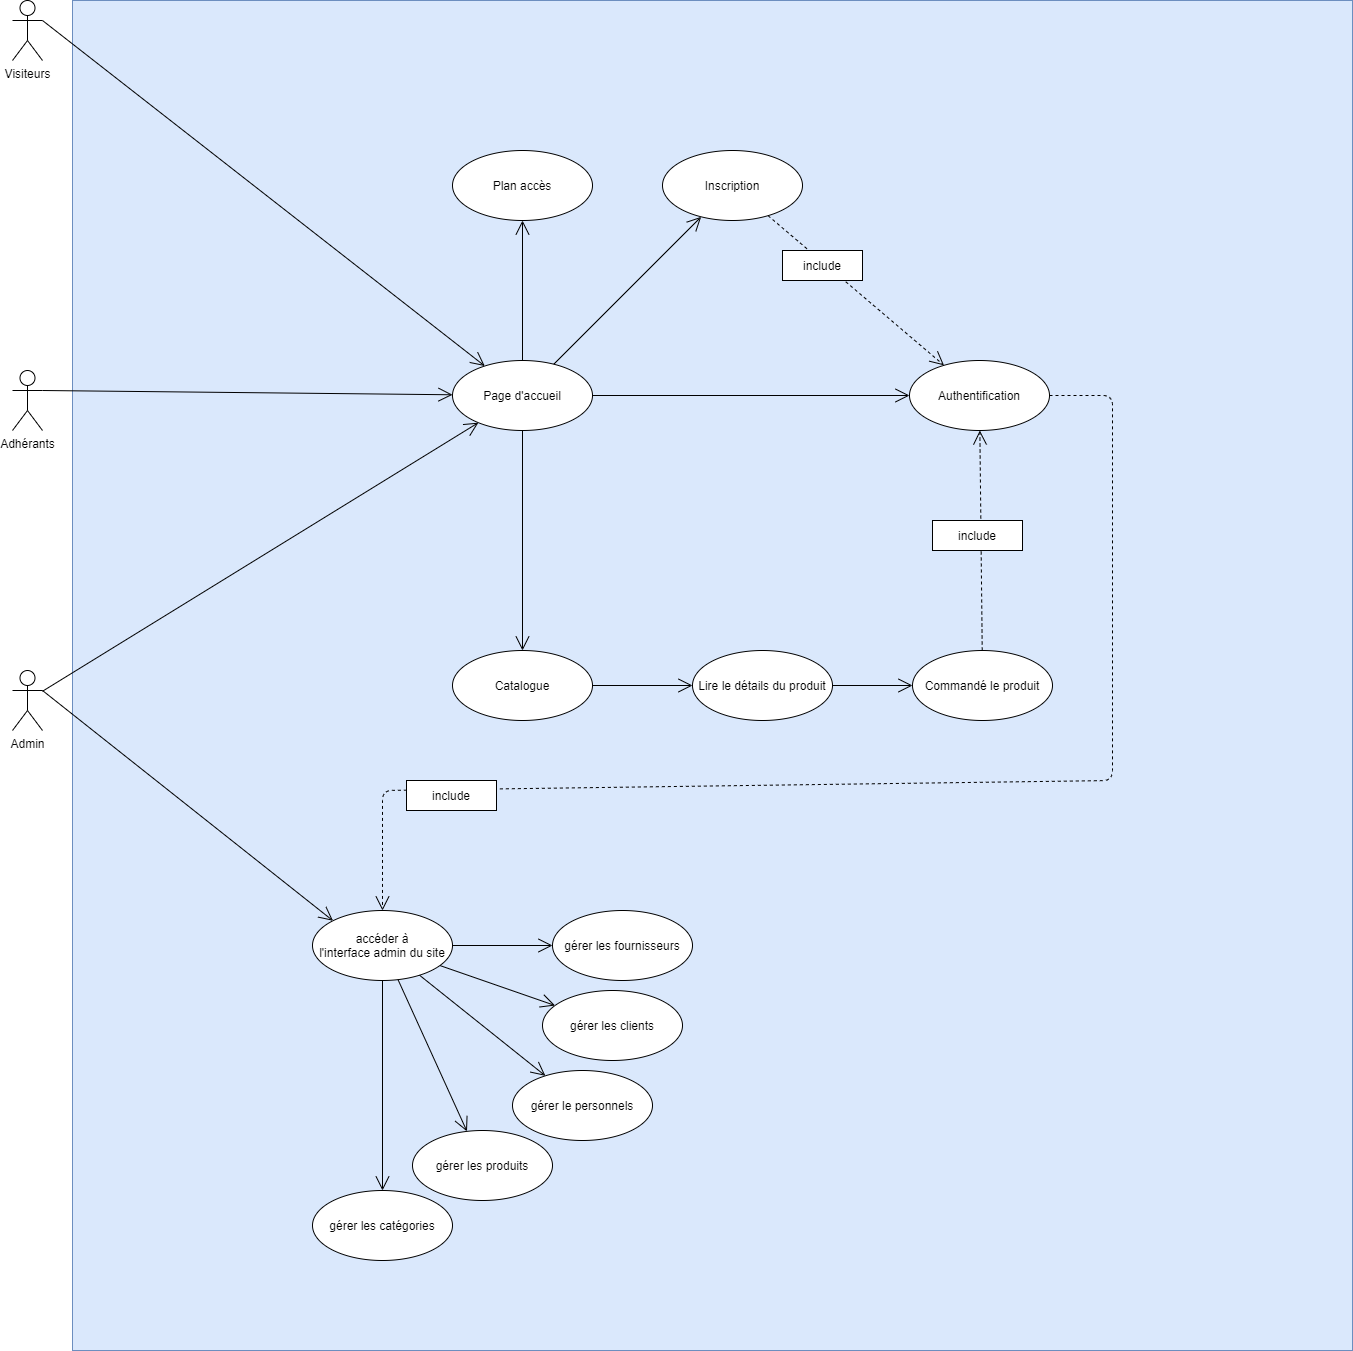 Visiteurs
Plan accès
Inscription
include
Page d'accueil
Authentification
Adhérants
include
Catalogue
Lire le détails du produit
Commandé le produit
Admin
include
accéder à
l'interface admin du site
gérer les fournisseurs
gérer les clients
gérer le personnels
gérer les produits
gérer les catégories